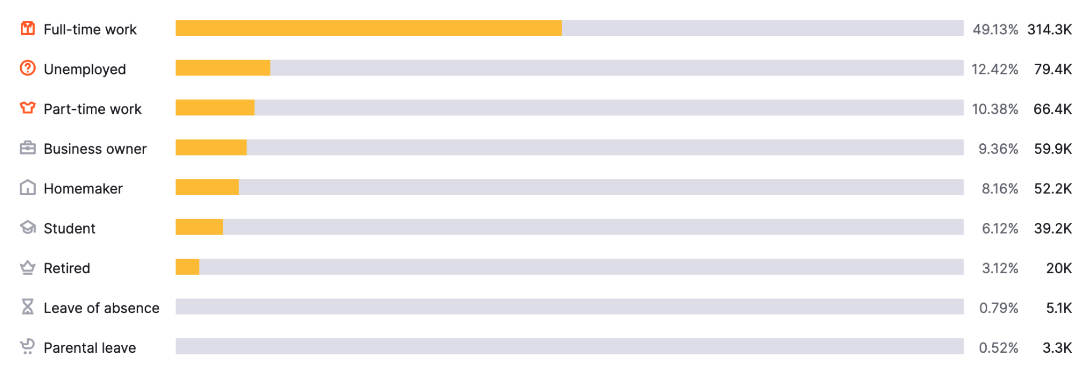 Full-time work 49.13% 314.3K
Unemployed 12.42% 79.4K
Part-time work 10.38% 66.4K
Business owner 9.36% 59.9K
Homemaker 8.16% 52.2K
Student 6.12% 39.2K
Retired 3.12% 20K
Leave of absence 0.79% 5.1K
Parental leave 0.52% 3.3K